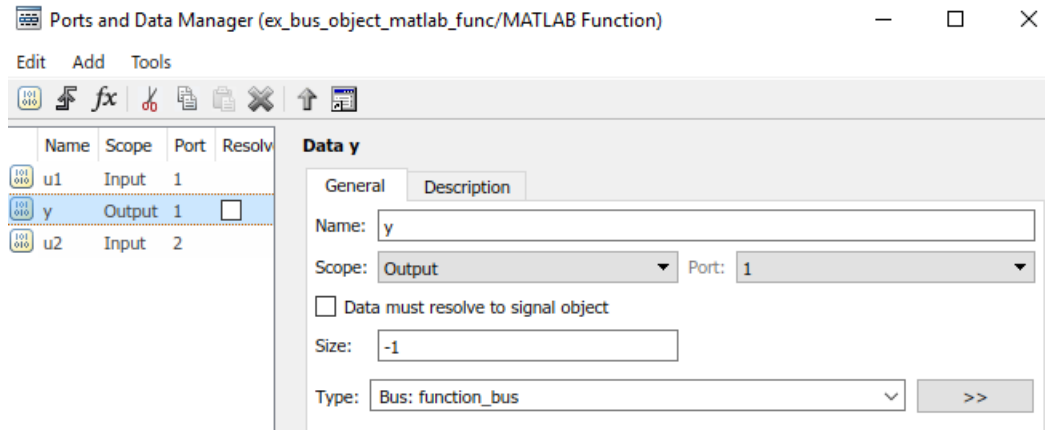 Ports and Data Manager (ex_bus_object_matlab_func/MATLAB Function)
Edit Add Tools
fx
Name Scope Port Resolv
u1 Input 1
y Output 1
u2 Input 2
Data y
General Description
Name: y
Scope: Output Port: 1
Data must resolve to signal object
Size: -1
Type: Bus: function_bus >>